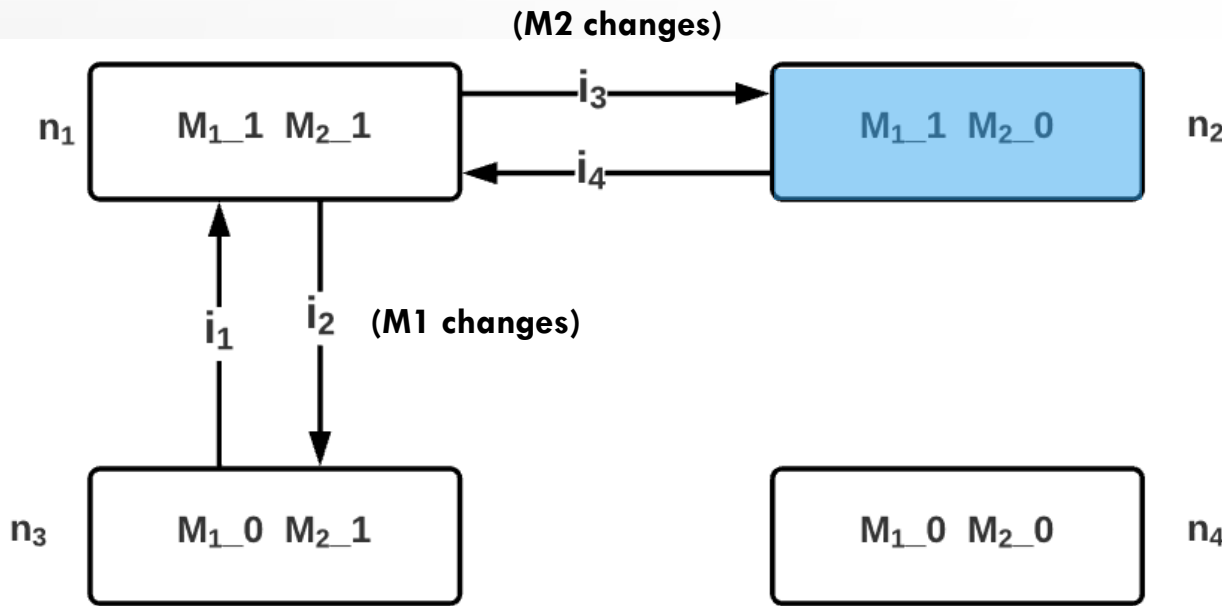 (M2 changes)
n₁ M₁_1 M₂_1 i₃ M₁_1 M₂_0 n₂
i₄
i₁ i₂ (M1 changes)
n₃ M₁_0 M₂_1 M₁_0 M₂_0 n₄